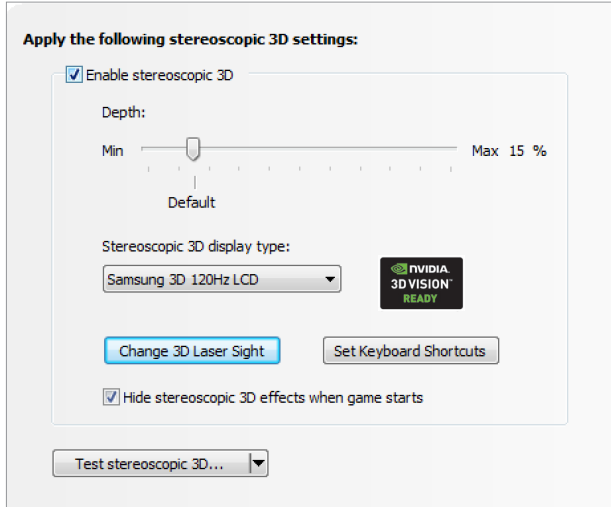 Apply the following stereoscopic 3D settings:
Enable stereoscopic 3D
Depth:
Min Max 15 %
Default
Stereoscopic 3D display type:
Samsung 3D 120Hz LCD
NVIDIA.
3D VISION™
READY
Change 3D Laser Sight Set Keyboard Shortcuts
Hide stereoscopic 3D effects when game starts
Test stereoscopic 3D...